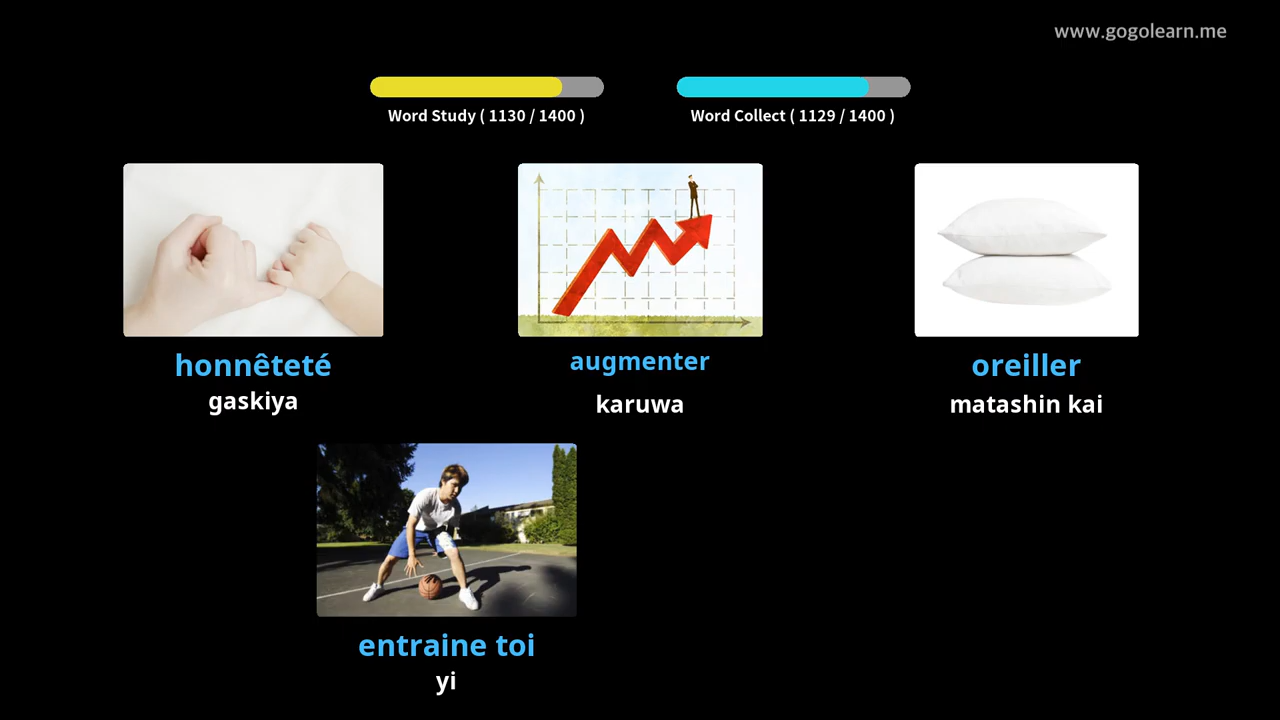 www.gogolearn.me
Word Study ( 1130 / 1400 )
Word Collect ( 1129 / 1400 )
honnêteté
gaskiya
augmenter
karuwa
oreiller
matashin kai
entraine toi
yi